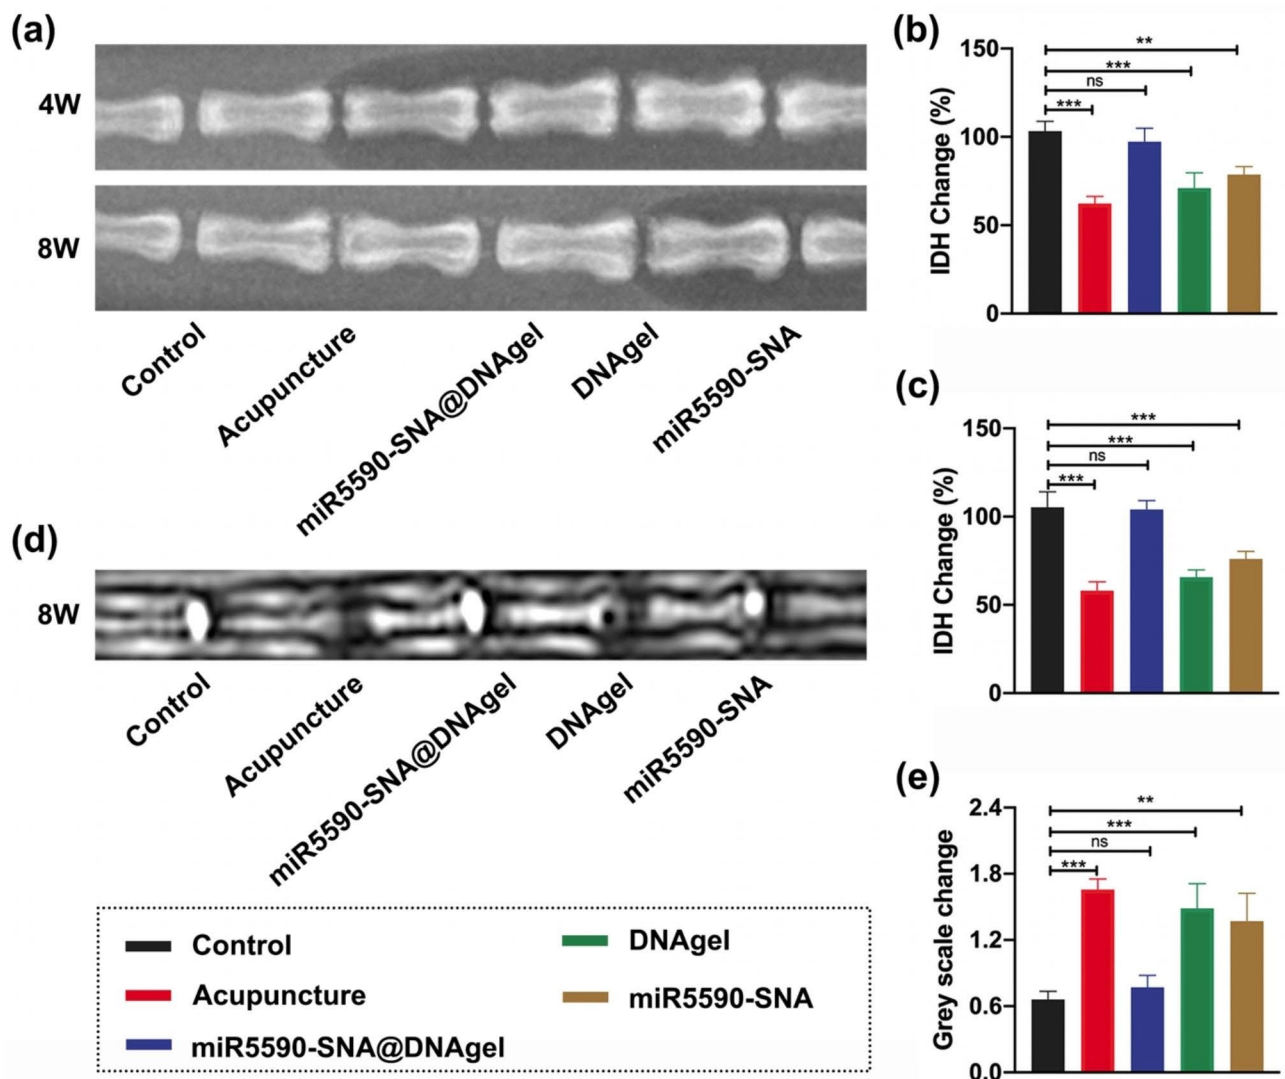 (a)
4W
8W
Control
Acupuncture
miR5590-SNA@DNAgel
DNAgel
miR5590-SNA
(b)
IDH Change (%)
150
100
50
0
**
***
ns
***
(c)
IDH Change (%)
150
100
50
0
***
***
ns
***
(d)
8W
Control
Acupuncture
miR5590-SNA@DNAgel
DNAgel
miR5590-SNA
(e)
Grey scale change
2.4
1.8
1.2
0.6
0.0
**
***
ns
***
Control
Acupuncture
miR5590-SNA@DNAgel
DNAgel
miR5590-SNA